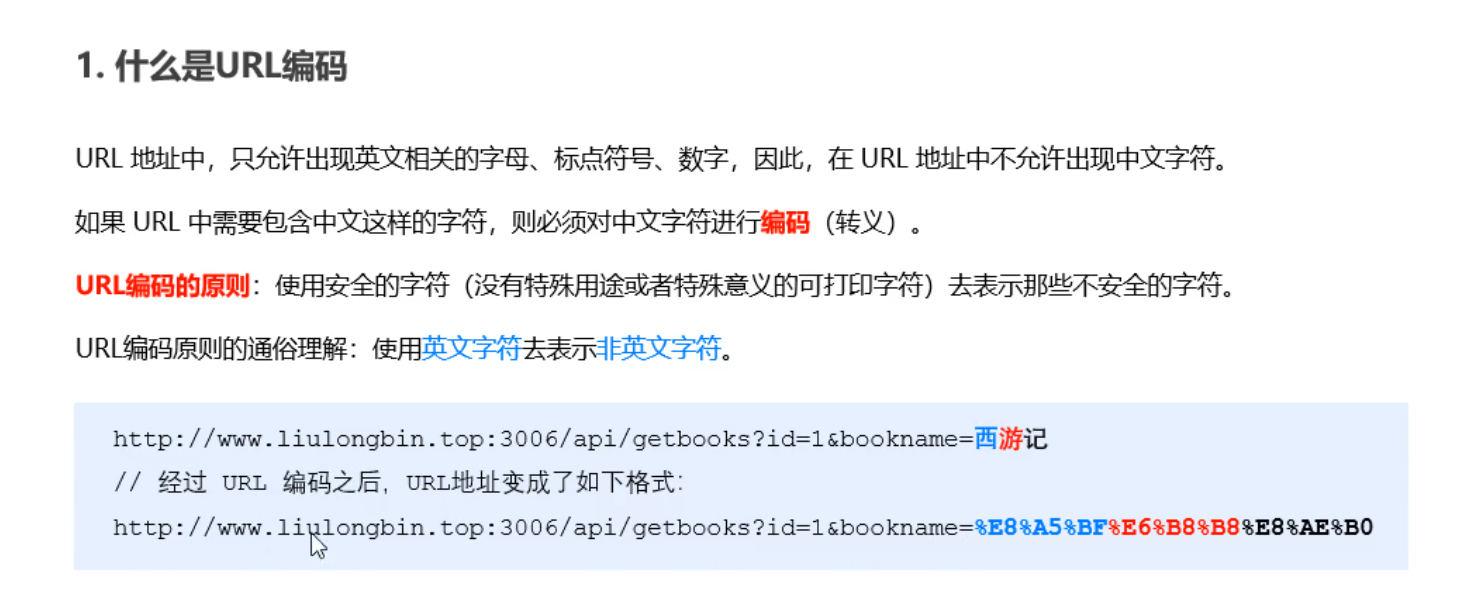 1. 什么是URL编码
URL 地址中，只允许出现英文相关的字母、标点符号、数字，因此，在 URL 地址中不允许出现中文字符。
如果 URL 中需要包含中文这样的字符，则必须对中文字符进行编码（转义）。
URL编码的原则：使用安全的字符（没有特殊用途或者特殊意义的可打印字符）去表示那些不安全的字符。
URL编码原则的通俗理解：使用英文字符去表示非英文字符。
http://www.liulongbin.top:3006/api/getbooks?id=1&bookname=西游记
// 经过 URL 编码之后，URL地址变成了如下格式：
http://www.liulongbin.top:3006/api/getbooks?id=1&bookname=%E8%A5%BF%E6%B8%B8%E8%AE%B0